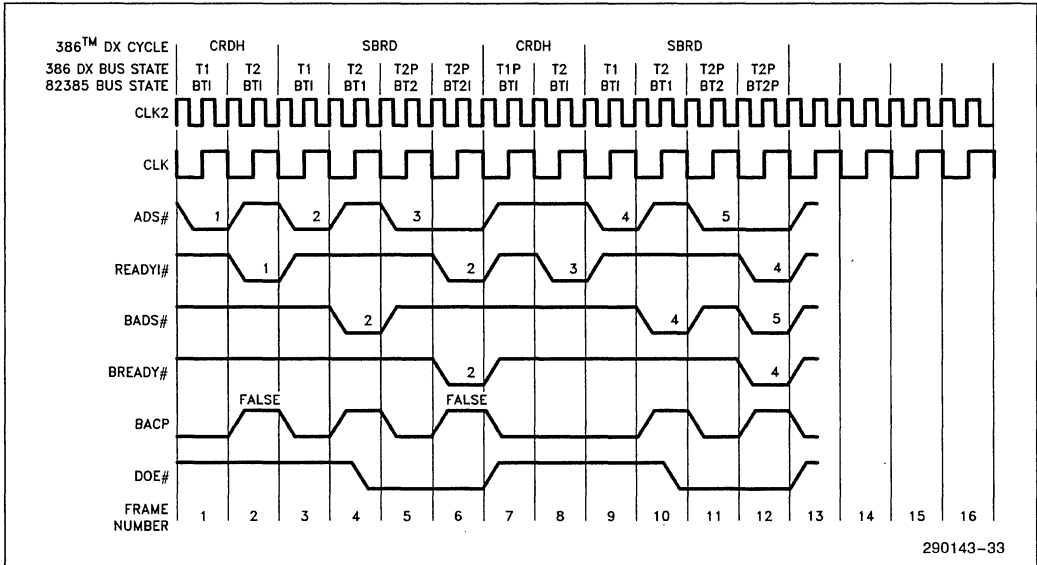 386™ DX CYCLE CRDH SBRD CRDH SBRD
386 DX BUS STATE T1 T2 T1 T2 T2P T2P T1P T2 T1 T2 T2P T2P
82385 BUS STATE BTI BTI BTI BT1 BT2 BT2I BTI BTI BTI BT1 BT2 BT2P
CLK2
CLK
ADS# 1 2 3 4 5
READYI# 1 2 3 4
BADS# 2 4 5
BREADY# 2 4
FALSE FALSE
BACP
DOE#
FRAME
NUMBER 1 2 3 4 5 6 7 8 9 10 11 12 13 14 15 16
290143-33